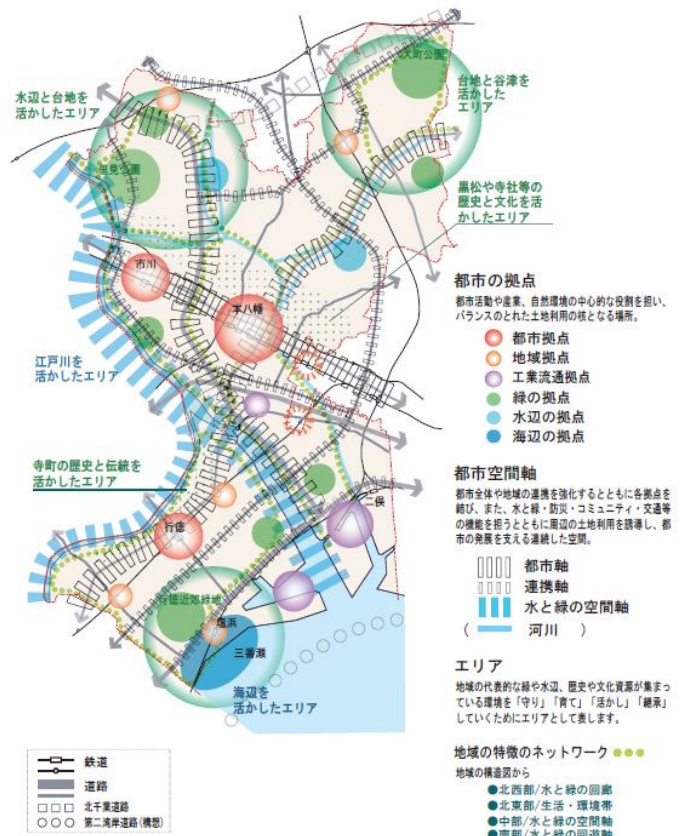 大町公園
水辺と台地を
活かしたエリア
台地と谷津を
活かした
エリア
里見公園
黒松や寺社等の
歴史と文化を活
かしたエリア
市川
本八幡
江戸川を
活かしたエリア
寺町の歴史と伝統を
活かしたエリア
二俣
行徳
行徳近郊緑地
塩浜
三番瀬
海辺を
活かしたエリア
都市の拠点
都市活動や産業、自然環境の中心的な役割を担い、
バランスのとれた土地利用の核となる場所。
都市拠点
地域拠点
工業流通拠点
緑の拠点
水辺の拠点
海辺の拠点
都市空間軸
都市全体や地域の連携を強化するとともに各拠点を
結び、また、水と緑・防災・コミュニティ・交通等
の機能を担うとともに周辺の土地利用を誘導し、都
市の発展を支える連続した空間。
都市軸
連携軸
水と緑の空間軸
( 河川 )
エリア
地域の代表的な緑や水辺、歴史や文化資源が集まっ
ている環境を「守り」「育て」「活かし」「継承」
していくためにエリアとして表します。
地域の特徴のネットワーク
地域の構造図から
●北西部/水と緑の回廊
●北東部/生活・環境帯
●中部/水と緑の空間軸
●南部/水と緑の回遊軸
鉄道
道路
北千葉道路
第二湾岸道路(構想)